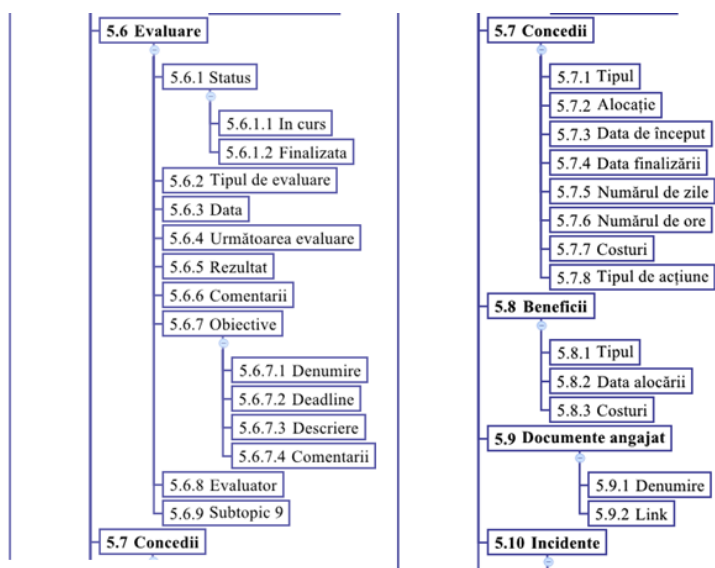 5.6 Evaluare
5.6.1 Status
5.6.1.1 In curs
5.6.1.2 Finalizata
5.6.2 Tipul de evaluare
5.6.3 Data
5.6.4 Următoarea evaluare
5.6.5 Rezultat
5.6.6 Comentarii
5.6.7 Obiective
5.6.7.1 Denumire
5.6.7.2 Deadline
5.6.7.3 Descriere
5.6.7.4 Comentarii
5.6.8 Evaluator
5.6.9 Subtopic 9
5.7 Concedii
5.7 Concedii
5.7.1 Tipul
5.7.2 Alocație
5.7.3 Data de început
5.7.4 Data finalizării
5.7.5 Numărul de zile
5.7.6 Numărul de ore
5.7.7 Costuri
5.7.8 Tipul de acțiune
5.8 Beneficii
5.8.1 Tipul
5.8.2 Data alocării
5.8.3 Costuri
5.9 Documente angajat
5.9.1 Denumire
5.9.2 Link
5.10 Incidente